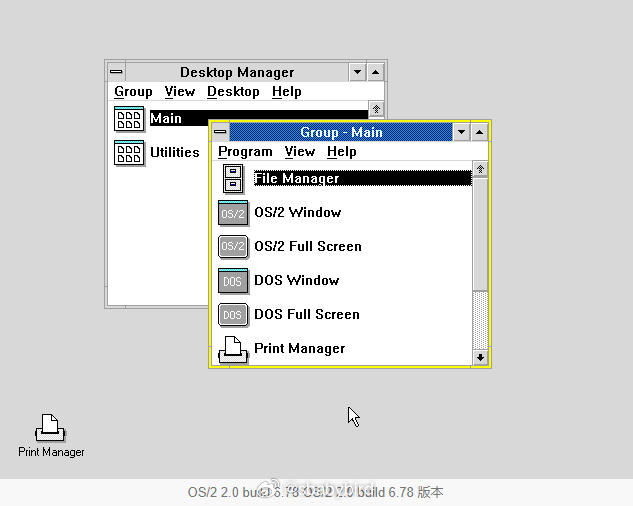 Desktop Manager
Group View Desktop Help
Main
Utilities
Group - Main
Program View Help
File Manager
OS/2 OS/2 Window
OS/2 OS/2 Full Screen
DOS DOS Window
DOS DOS Full Screen
Print Manager
Print Manager
OS/2 2.0 build 6.78 OS/2 2.0 build 6.78 版本